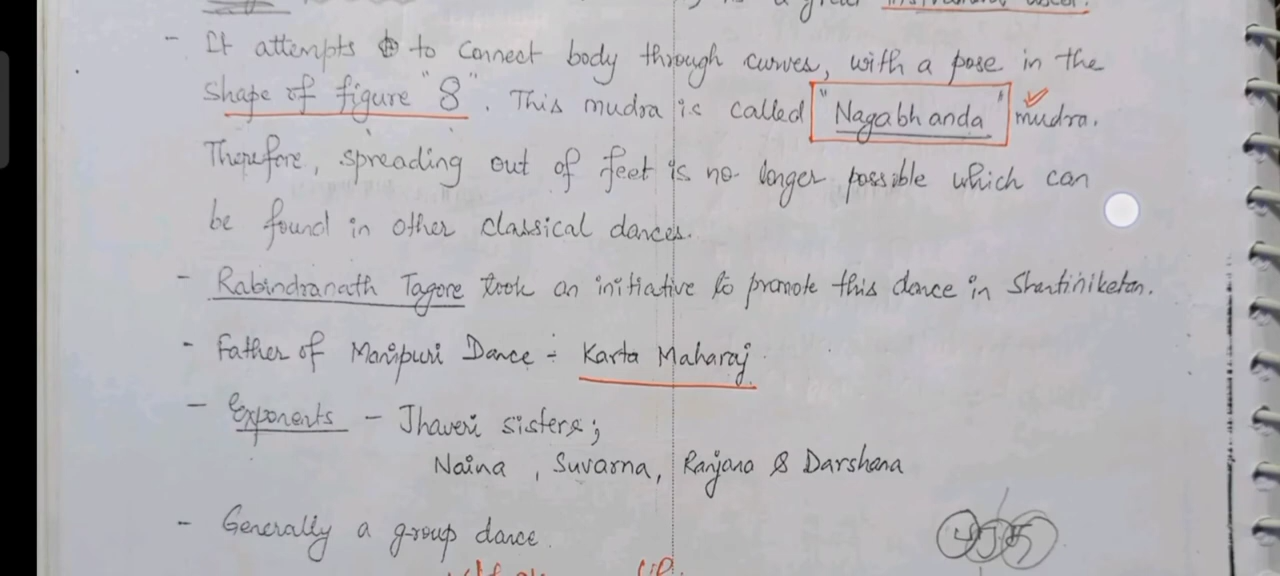 instrument used.
- It attempts to connect body through curves, with a pose in the
shape of figure "8". This mudra is called "Nagabhanda" mudra.
Therefore, spreading out of feet is no longer possible which can
be found in other classical dances.
- Rabindranath Tagore took an initiative to promote this dance in Shantiniketan.
- Father of Manipuri Dance ÷ Karta Maharaj
- Exponents - Jhaveri sisters;
Naina, Suvarna, Ranjana & Darshana
- Generally a group dance.